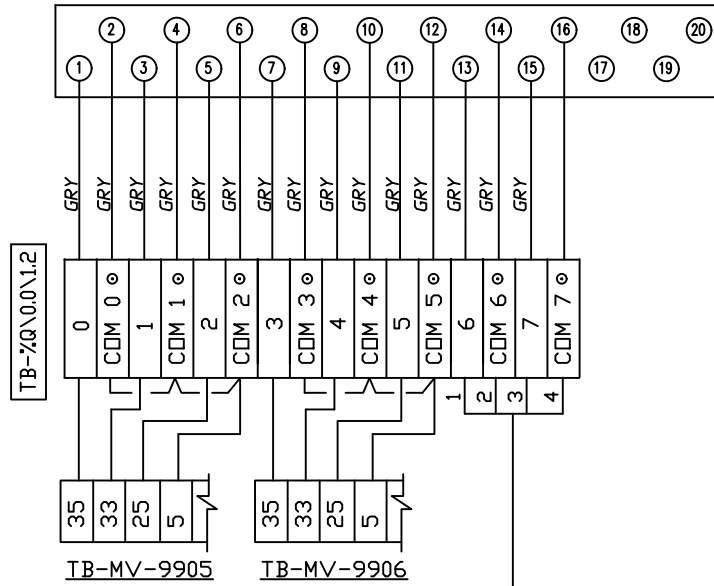 2 4 6 8 10 12 14 16 18 20
1 3 5 7 9 11 13 15 17 19
GRY GRY GRY GRY GRY GRY GRY GRY GRY GRY GRY GRY GRY GRY GRY
TB-%Q\0.0\1.2
0 COM 0 1 COM 1 2 COM 2 3 COM 3 4 COM 4 5 COM 5 6 COM 6 7 COM 7
1 2 3 4
35 33 25 5 35 33 25 5
TB-MV-9905 TB-MV-9906